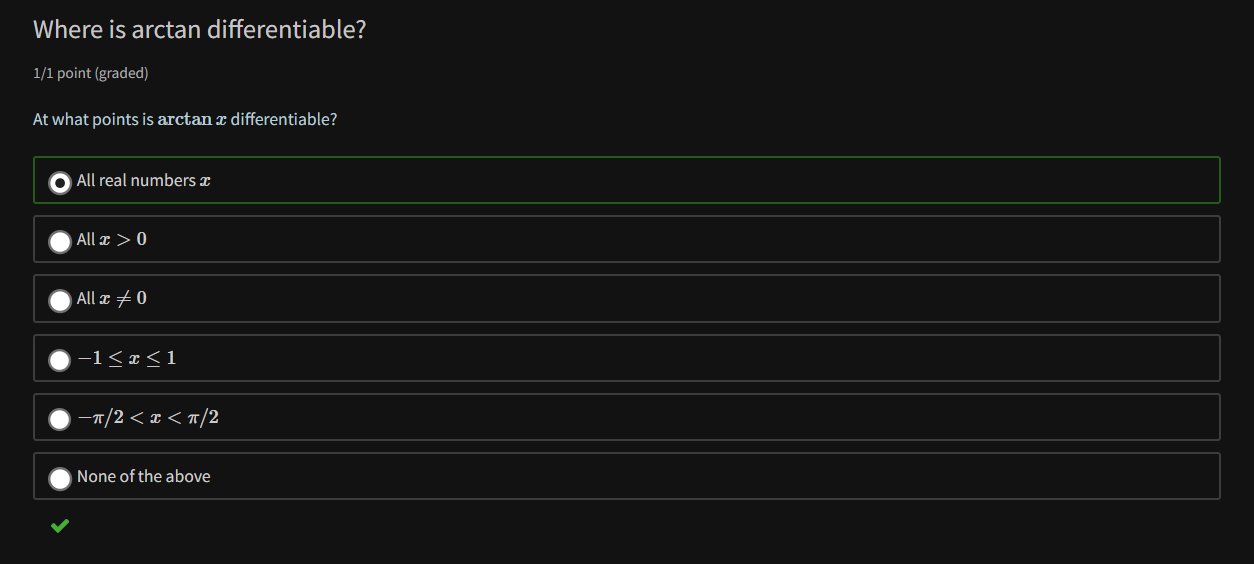 Where is arctan differentiable?
1/1 point (graded)
At what points is arctan x differentiable?
All real numbers x
All x > 0
All x ≠ 0
−1 ≤ x ≤ 1
−π/2 < x < π/2
None of the above